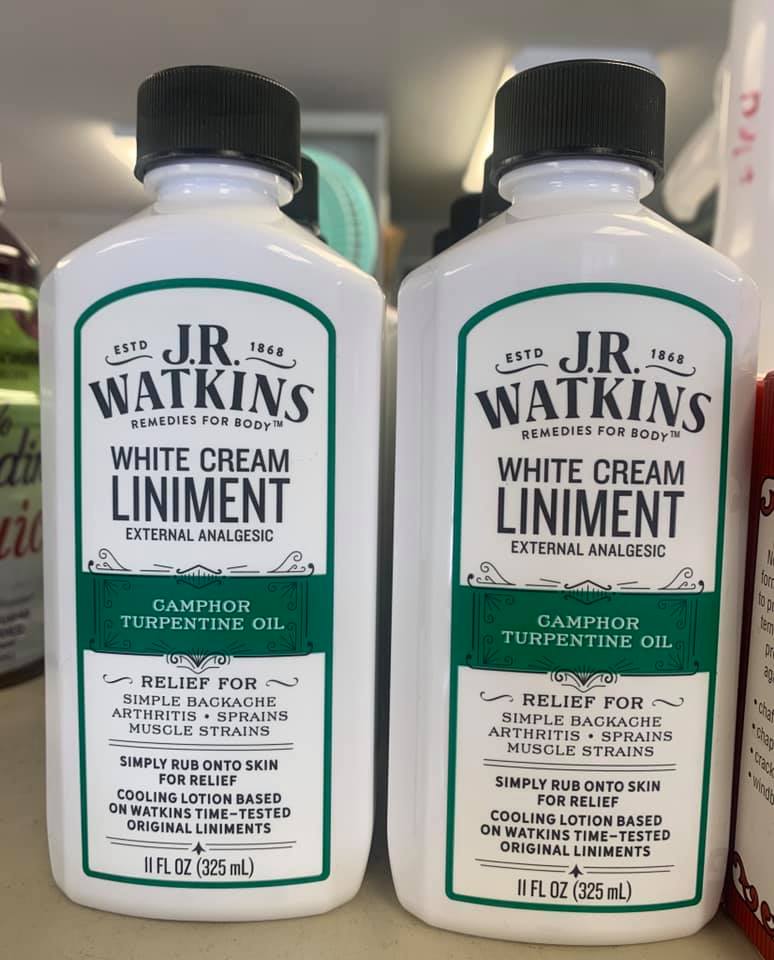 ESTD J.R. 1868
WATKINS
REMEDIES FOR BODY™
WHITE CREAM
LINIMENT
EXTERNAL ANALGESIC
CAMPHOR
TURPENTINE OIL
RELIEF FOR
SIMPLE BACKACHE
ARTHRITIS • SPRAINS
MUSCLE STRAINS
SIMPLY RUB ONTO SKIN
FOR RELIEF
COOLING LOTION BASED
ON WATKINS TIME-TESTED
ORIGINAL LINIMENTS
11 FL OZ (325 mL)
ESTD J.R. 1868
WATKINS
REMEDIES FOR BODY™
WHITE CREAM
LINIMENT
EXTERNAL ANALGESIC
CAMPHOR
TURPENTINE OIL
RELIEF FOR
SIMPLE BACKACHE
ARTHRITIS • SPRAINS
MUSCLE STRAINS
SIMPLY RUB ONTO SKIN
FOR RELIEF
COOLING LOTION BASED
ON WATKINS TIME-TESTED
ORIGINAL LINIMENTS
11 FL OZ (325 mL)